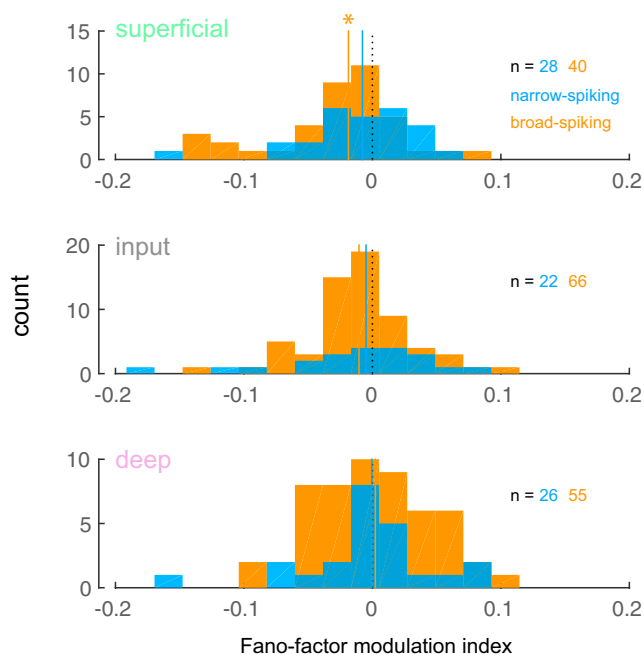 superficial
*
15
10
5
0
n = 28 40
narrow-spiking
broad-spiking
-0.2 -0.1 0 0.1 0.2
input
20
10
0
n = 22 66
-0.2 -0.1 0 0.1 0.2
count
deep
10
5
0
n = 26 55
-0.2 -0.1 0 0.1 0.2
Fano-factor modulation index